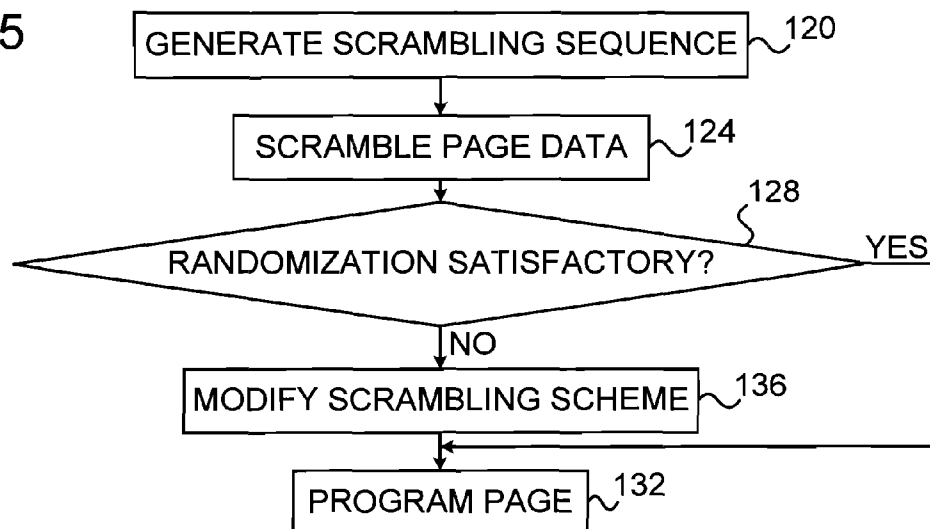 5
GENERATE SCRAMBLING SEQUENCE
120
SCRAMBLE PAGE DATA
124
128
RANDOMIZATION SATISFACTORY?
YES
NO
MODIFY SCRAMBLING SCHEME
136
PROGRAM PAGE
132